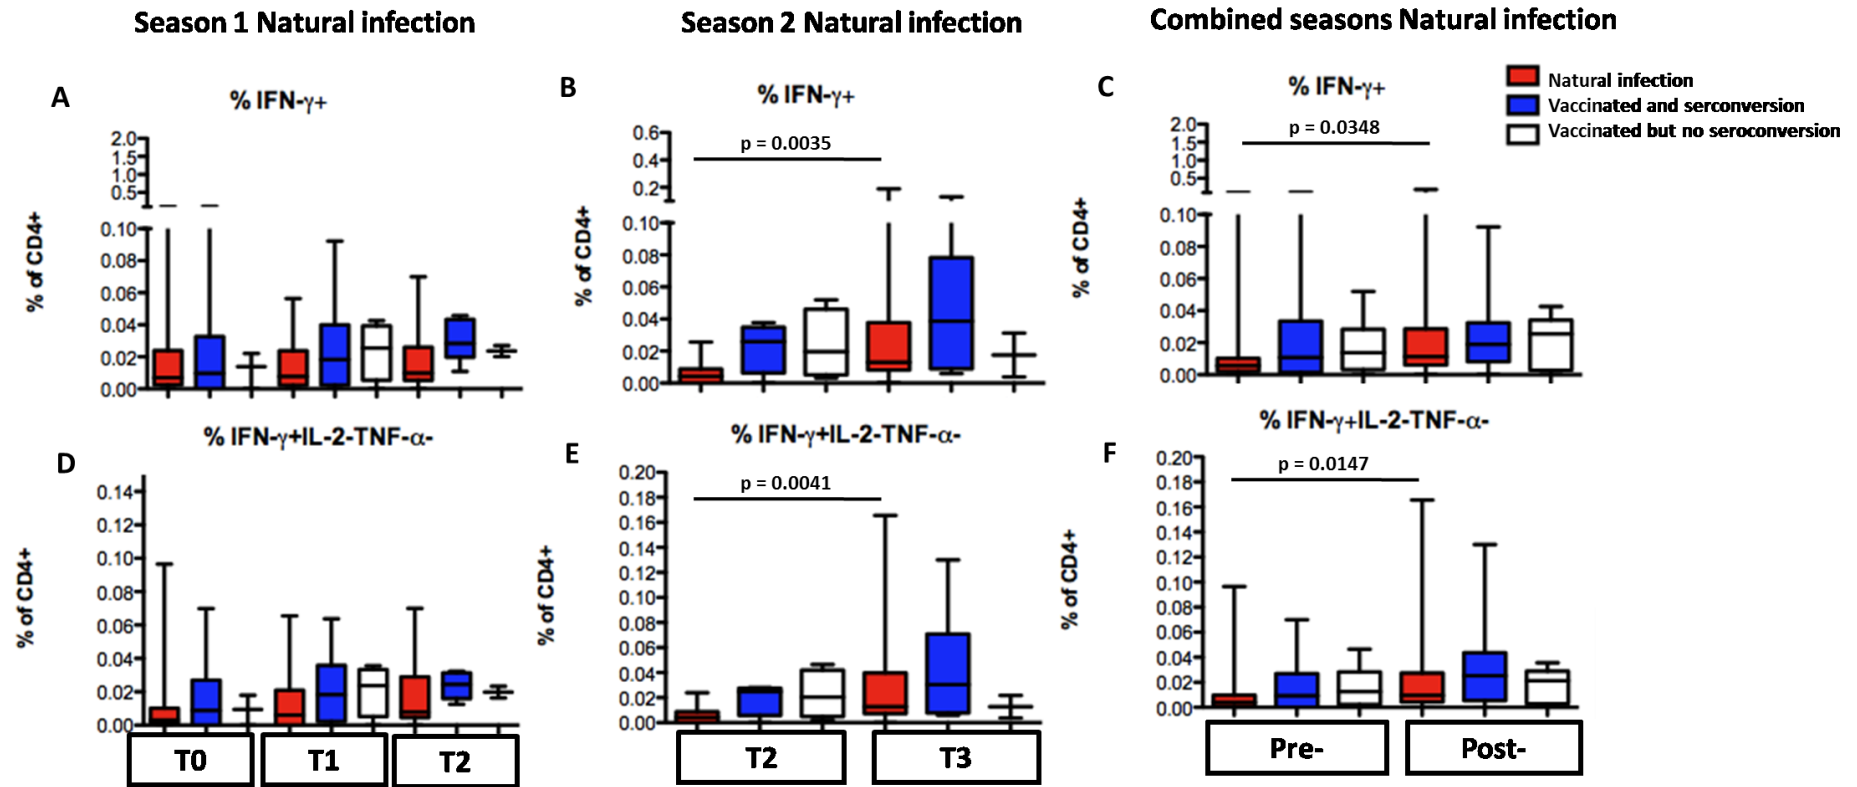 Season 1 Natural infection
Season 2 Natural infection
Combined seasons Natural infection
Natural infection
Vaccinated and serconversion
Vaccinated but no seroconversion
A
% IFN-γ+
2.0
1.5
1.0
0.5
0.10
0.08
0.06
0.04
0.02
0.00
% of CD4+
B
% IFN-γ+
p = 0.0035
0.6
0.4
0.2
0.10
0.08
0.06
0.04
0.02
0.00
% of CD4+
C
% IFN-γ+
p = 0.0348
2.0
1.5
1.0
0.5
0.10
0.08
0.06
0.04
0.02
0.00
% of CD4+
D
% IFN-γ+IL-2-TNF-α-
0.14
0.12
0.10
0.08
0.06
0.04
0.02
0.00
% of CD4+
T0
T1
T2
E
% IFN-γ+IL-2-TNF-α-
p = 0.0041
0.20
0.18
0.16
0.14
0.12
0.10
0.08
0.06
0.04
0.02
0.00
% of CD4+
T2
T3
F
% IFN-γ+IL-2-TNF-α-
p = 0.0147
0.20
0.18
0.16
0.14
0.12
0.10
0.08
0.06
0.04
0.02
0.00
% of CD4+
Pre-
Post-